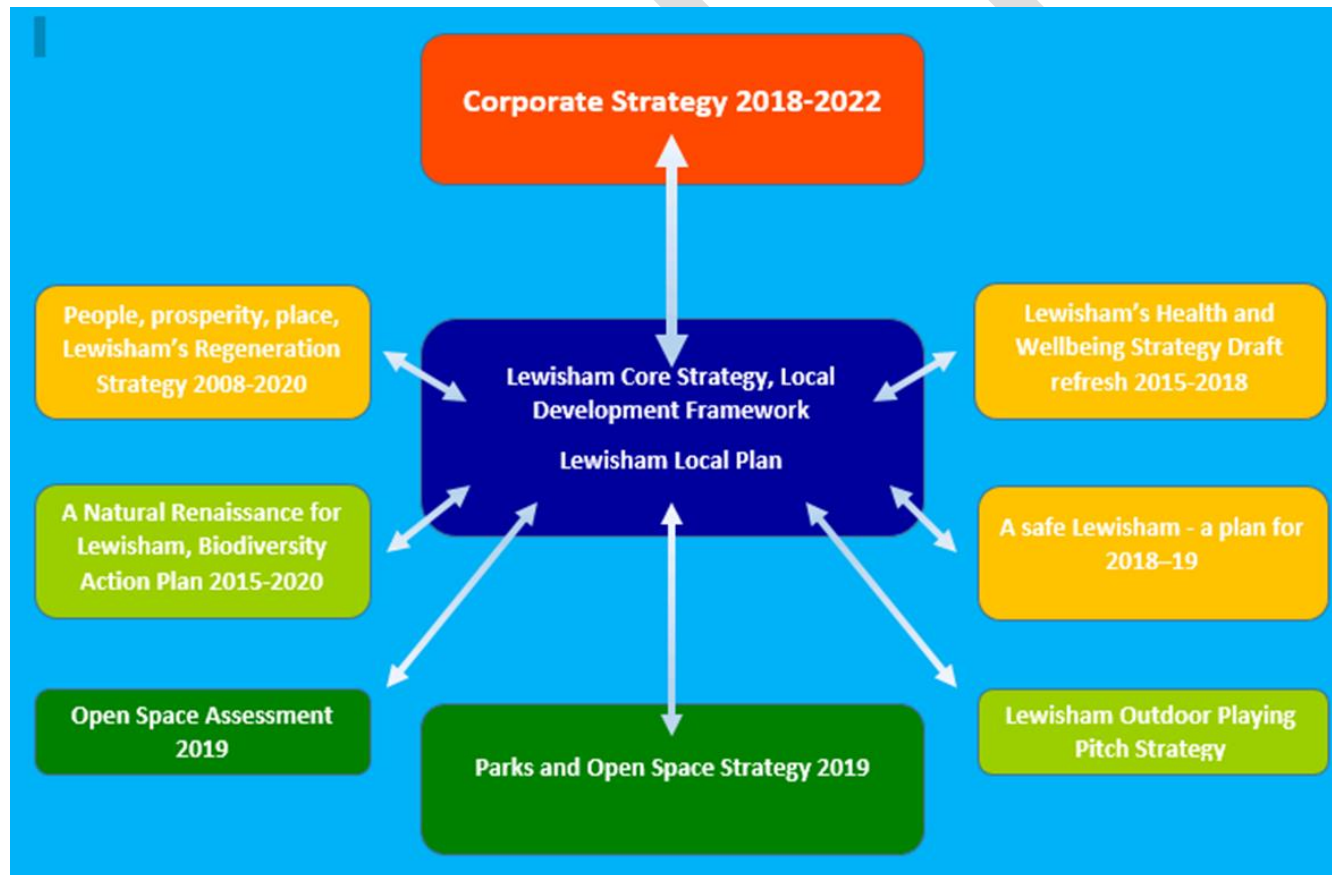 Corporate Strategy 2018-2022
People, prosperity, place,
Lewisham's Regeneration
Strategy 2008-2020
Lewisham Core Strategy, Local
Development Framework
Lewisham Local Plan
Lewisham’s Health and
Wellbeing Strategy Draft
refresh 2015-2018
A Natural Renaissance for
Lewisham, Biodiversity
Action Plan 2015-2020
A safe Lewisham - a plan for
2018–19
Open Space Assessment
2019
Parks and Open Space Strategy 2019
Lewisham Outdoor Playing
Pitch Strategy